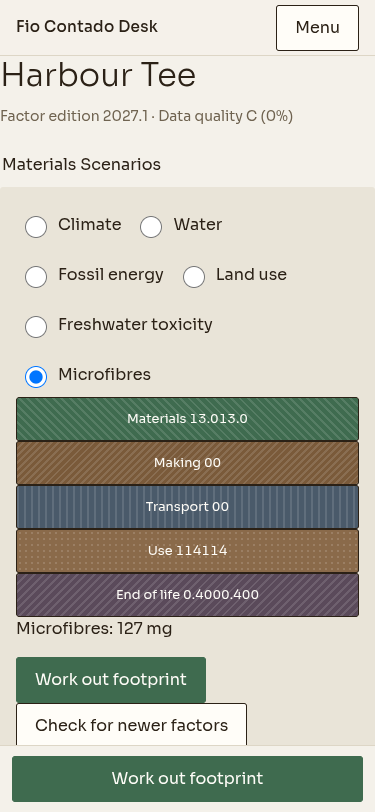 Fio Contado Desk
Menu
Harbour Tee
Factor edition 2027.1 · Data quality C (0%)
Materials Scenarios
Climate Water
Fossil energy Land use
Freshwater toxicity
Microfibres
Materials 13.013.0
Making 00
Transport 00
Use 114114
End of life 0.4000.400
Microfibres: 127 mg
Work out footprint
Check for newer factors
Work out footprint